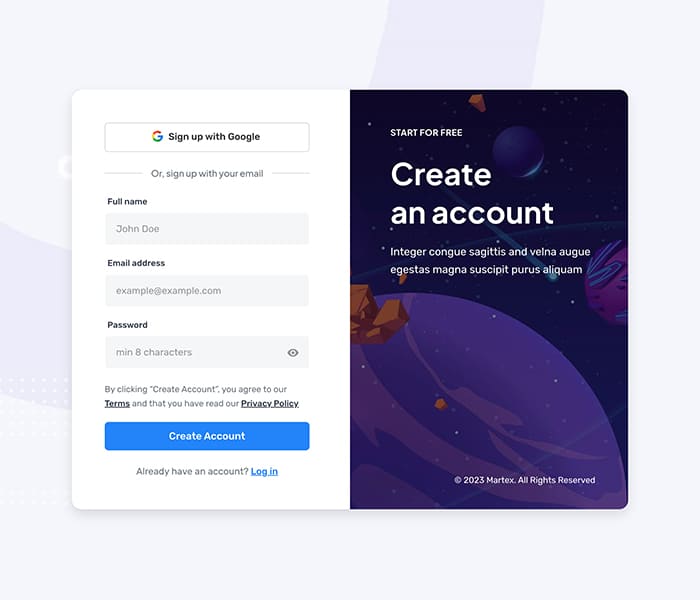 Sign up with Google
Or, sign up with your email
Full name
John Doe
Email address
example@example.com
Password
min 8 characters
By clicking “Create Account”, you agree to our
Terms and that you have read our Privacy Policy
Create Account
Already have an account? Log in
START FOR FREE
Create
an account
Integer congue sagittis and velna augue
egestas magna suscipit purus aliquam
© 2023 Martex. All Rights Reserved